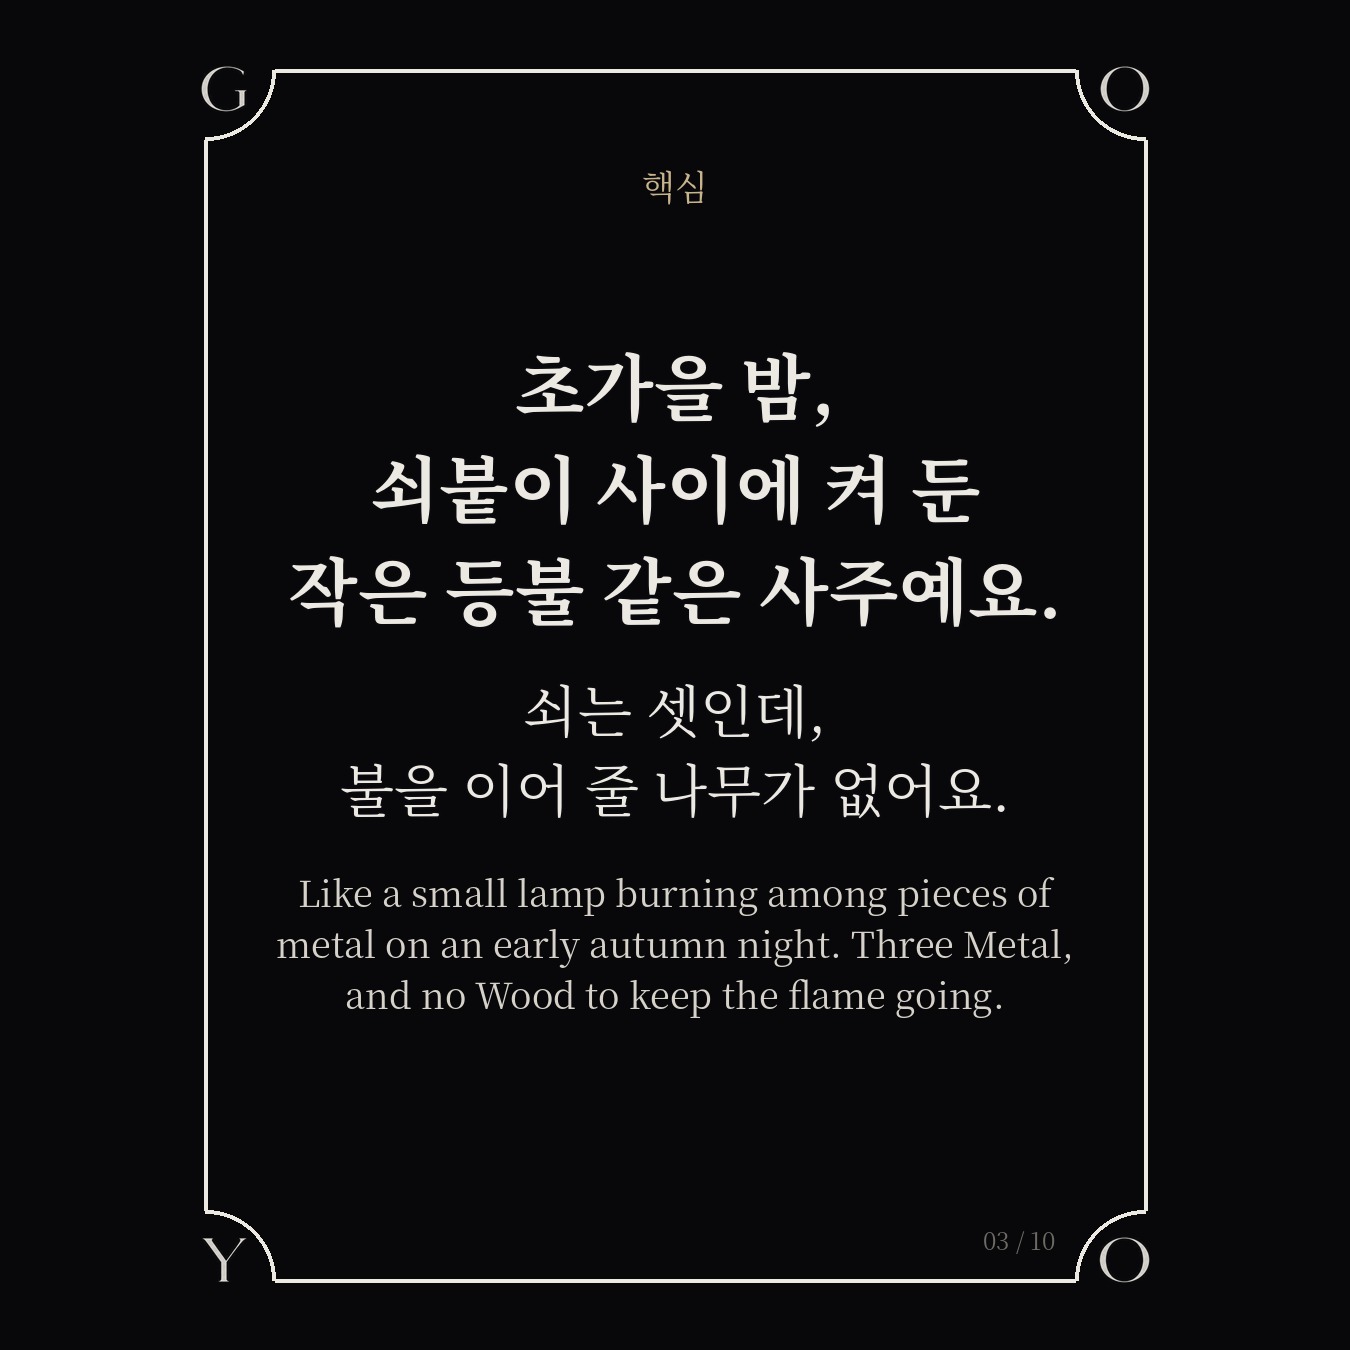 G O
핵심
초가을 밤,
쇠붙이 사이에 켜 둔
작은 등불 같은 사주예요.
쇠는 셋인데,
불을 이어 줄 나무가 없어요.
Like a small lamp burning among pieces of
metal on an early autumn night. Three Metal,
and no Wood to keep the flame going.
03 / 10
Y O